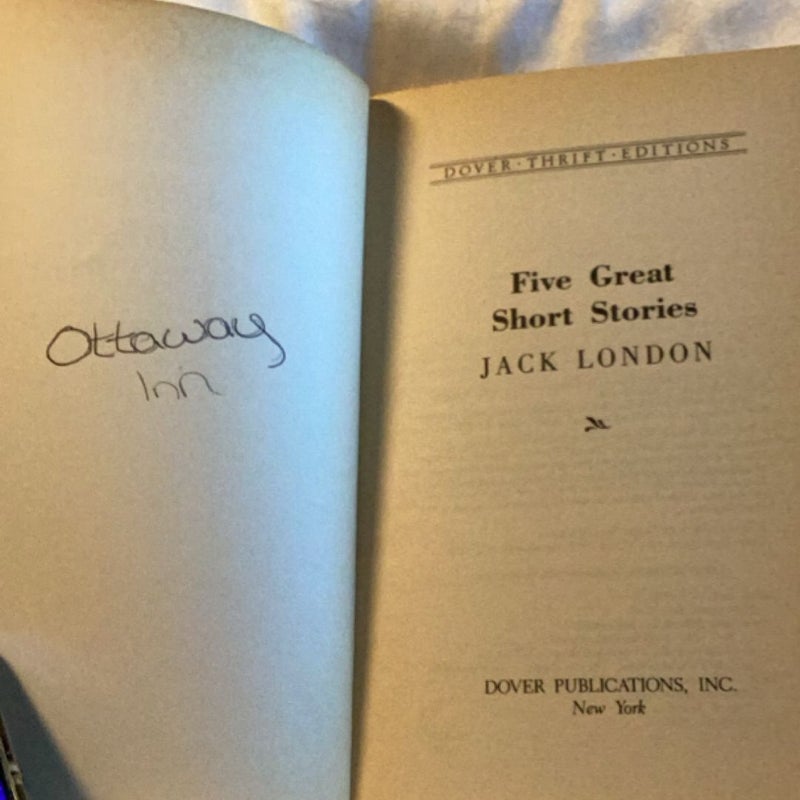 Ottaway
Inn
DOVER · THRIFT · EDITIONS
Five Great
Short Stories
JACK LONDON
DOVER PUBLICATIONS, INC.
New York